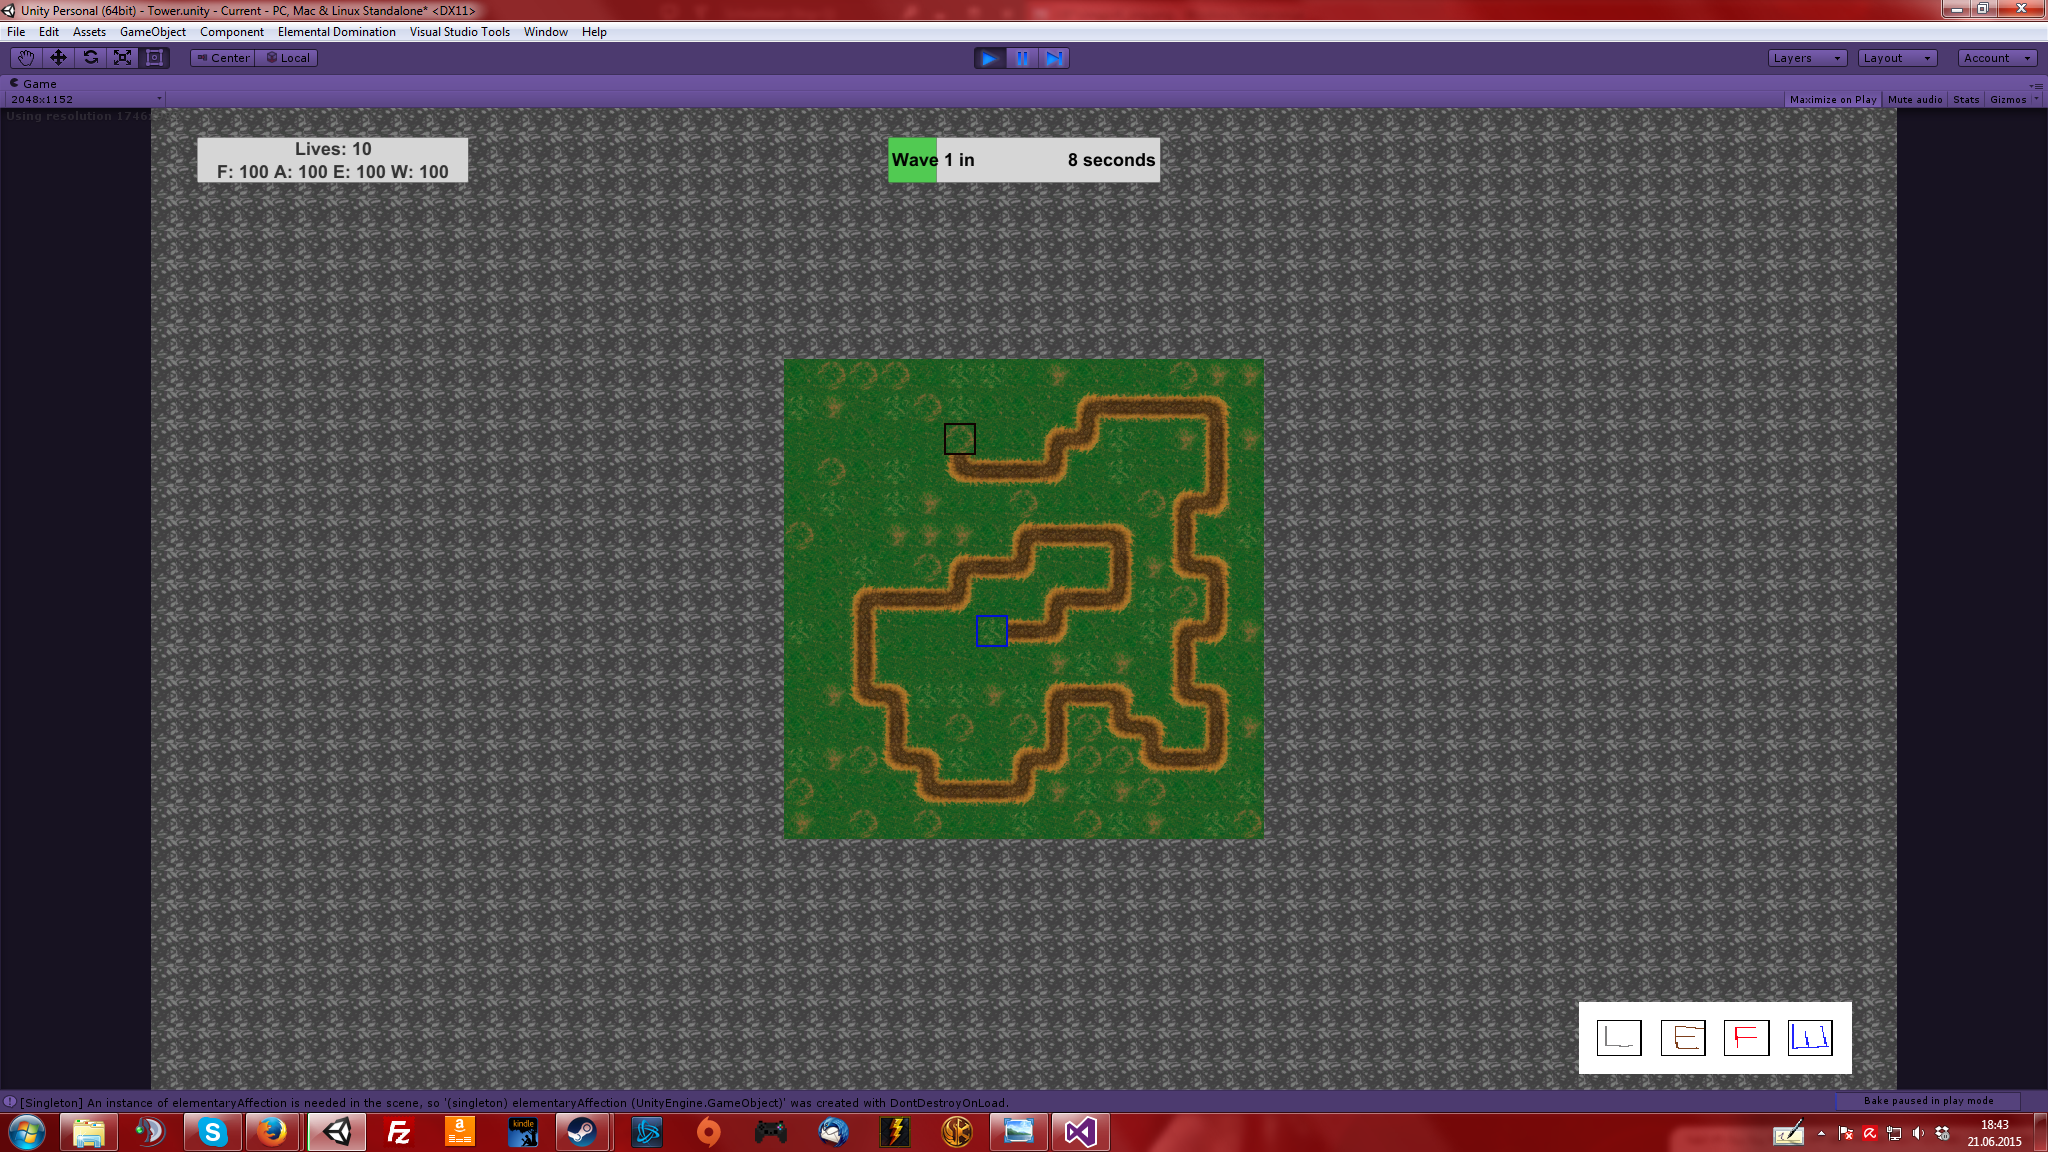 Unity Personal (64bit) - Tower.unity - Current - PC, Mac & Linux Standalone* <DX11>
File Edit Assets GameObject Component Elemental Domination Visual Studio Tools Window Help
Center Local Layers Layout Account
Game
2048x1152 Maximize on Play Mute audio Stats Gizmos
Using resolution 1746
Lives: 10
F: 100 A: 100 E: 100 W: 100
Wave 1 in 8 seconds
L E F W
[Singleton] An instance of elementaryAffection is needed in the scene, so '(singleton) elementaryAffection (UnityEngine.GameObject)' was created with DontDestroyOnLoad.
Bake paused in play mode
amazon
kindle
18:43
21.06.2015